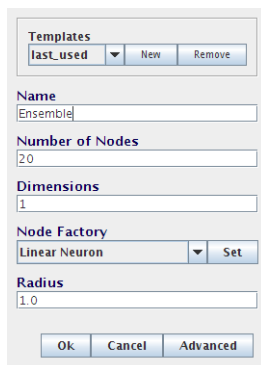 Templates
last_used New Remove
Name
Ensemble
Number of Nodes
20
Dimensions
1
Node Factory
Linear Neuron Set
Radius
1.0
Ok Cancel Advanced